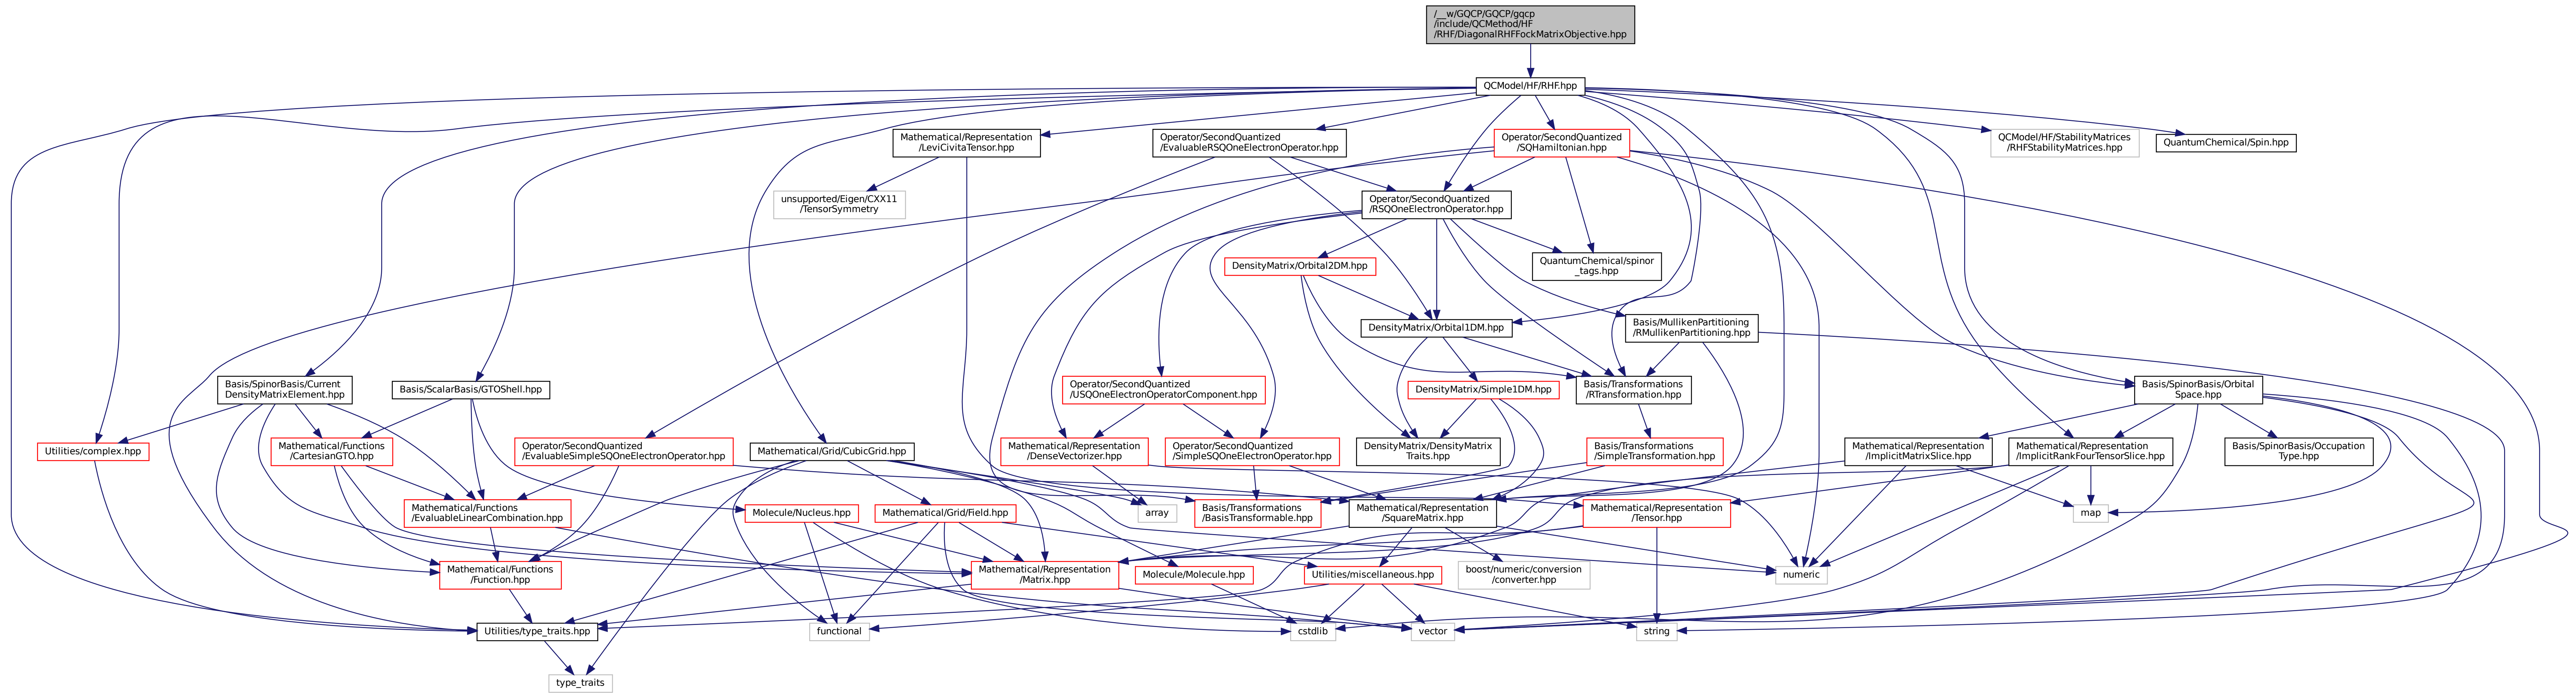 /__w/GQCP/GQCP/gqcp
/include/QCMethod/HF
/RHF/DiagonalRHFFockMatrixObjective.hpp
QCModel/HF/RHF.hpp
Mathematical/Representation
/LeviCivitaTensor.hpp
Operator/SecondQuantized
/EvaluableRSQOneElectronOperator.hpp
Operator/SecondQuantized
/SQHamiltonian.hpp
QCModel/HF/StabilityMatrices
/RHFStabilityMatrices.hpp
QuantumChemical/Spin.hpp
unsupported/Eigen/CXX11
/TensorSymmetry
Operator/SecondQuantized
/RSQOneElectronOperator.hpp
DensityMatrix/Orbital2DM.hpp
QuantumChemical/spinor
_tags.hpp
DensityMatrix/Orbital1DM.hpp
Basis/MullikenPartitioning
/RMullikenPartitioning.hpp
Basis/SpinorBasis/Current
DensityMatrixElement.hpp
Basis/ScalarBasis/GTOShell.hpp
Operator/SecondQuantized
/USQOneElectronOperatorComponent.hpp
DensityMatrix/Simple1DM.hpp
Basis/Transformations
/RTransformation.hpp
Basis/SpinorBasis/Orbital
Space.hpp
Utilities/complex.hpp
Mathematical/Functions
/CartesianGTO.hpp
Operator/SecondQuantized
/EvaluableSimpleSQOneElectronOperator.hpp
Mathematical/Grid/CubicGrid.hpp
Mathematical/Representation
/DenseVectorizer.hpp
Operator/SecondQuantized
/SimpleSQOneElectronOperator.hpp
DensityMatrix/DensityMatrix
Traits.hpp
Basis/Transformations
/SimpleTransformation.hpp
Mathematical/Representation
/ImplicitMatrixSlice.hpp
Mathematical/Representation
/ImplicitRankFourTensorSlice.hpp
Basis/SpinorBasis/Occupation
Type.hpp
Mathematical/Functions
/EvaluableLinearCombination.hpp
Molecule/Nucleus.hpp
Mathematical/Grid/Field.hpp
array
Basis/Transformations
/BasisTransformable.hpp
Mathematical/Representation
/SquareMatrix.hpp
Mathematical/Representation
/Tensor.hpp
map
Mathematical/Functions
/Function.hpp
Mathematical/Representation
/Matrix.hpp
Molecule/Molecule.hpp
Utilities/miscellaneous.hpp
boost/numeric/conversion
/converter.hpp
numeric
Utilities/type_traits.hpp
functional
cstdlib
vector
string
type_traits